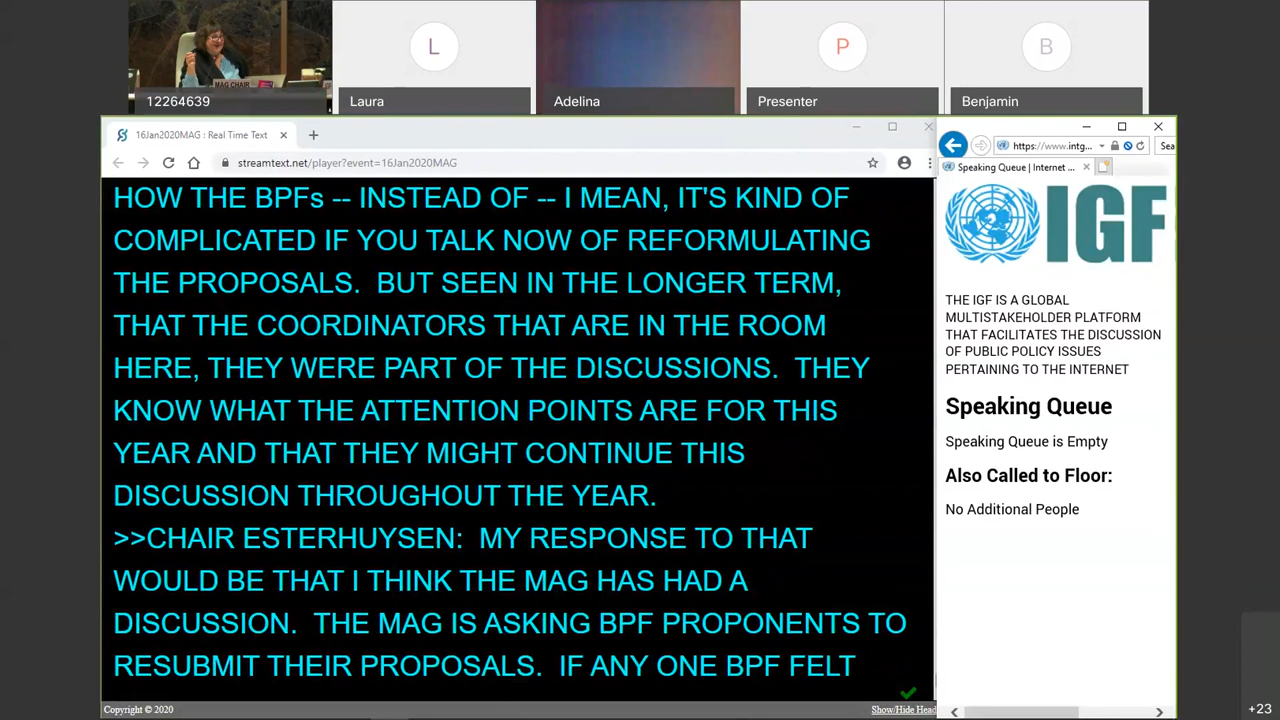 MAG CHAIR
12264639
L
Laura
Adelina
P
Presenter
B
Benjamin
16Jan2020MAG : Real Time Text
streamtext.net/player?event=16Jan2020MAG
HOW THE BPFs -- INSTEAD OF -- I MEAN, IT'S KIND OF
COMPLICATED IF YOU TALK NOW OF REFORMULATING
THE PROPOSALS.  BUT SEEN IN THE LONGER TERM,
THAT THE COORDINATORS THAT ARE IN THE ROOM
HERE, THEY WERE PART OF THE DISCUSSIONS.  THEY
KNOW WHAT THE ATTENTION POINTS ARE FOR THIS
YEAR AND THAT THEY MIGHT CONTINUE THIS
DISCUSSION THROUGHOUT THE YEAR.
>>CHAIR ESTERHUYSEN:  MY RESPONSE TO THAT
WOULD BE THAT I THINK THE MAG HAS HAD A
DISCUSSION.  THE MAG IS ASKING BPF PROPONENTS TO
RESUBMIT THEIR PROPOSALS.  IF ANY ONE BPF FELT
Copyright © 2020
Show/Hide Head
https://www.intg...
Sea
Speaking Queue | Internet ...
IGF
THE IGF IS A GLOBAL
MULTISTAKEHOLDER PLATFORM
THAT FACILITATES THE DISCUSSION
OF PUBLIC POLICY ISSUES
PERTAINING TO THE INTERNET
Speaking Queue
Speaking Queue is Empty
Also Called to Floor:
No Additional People
+23